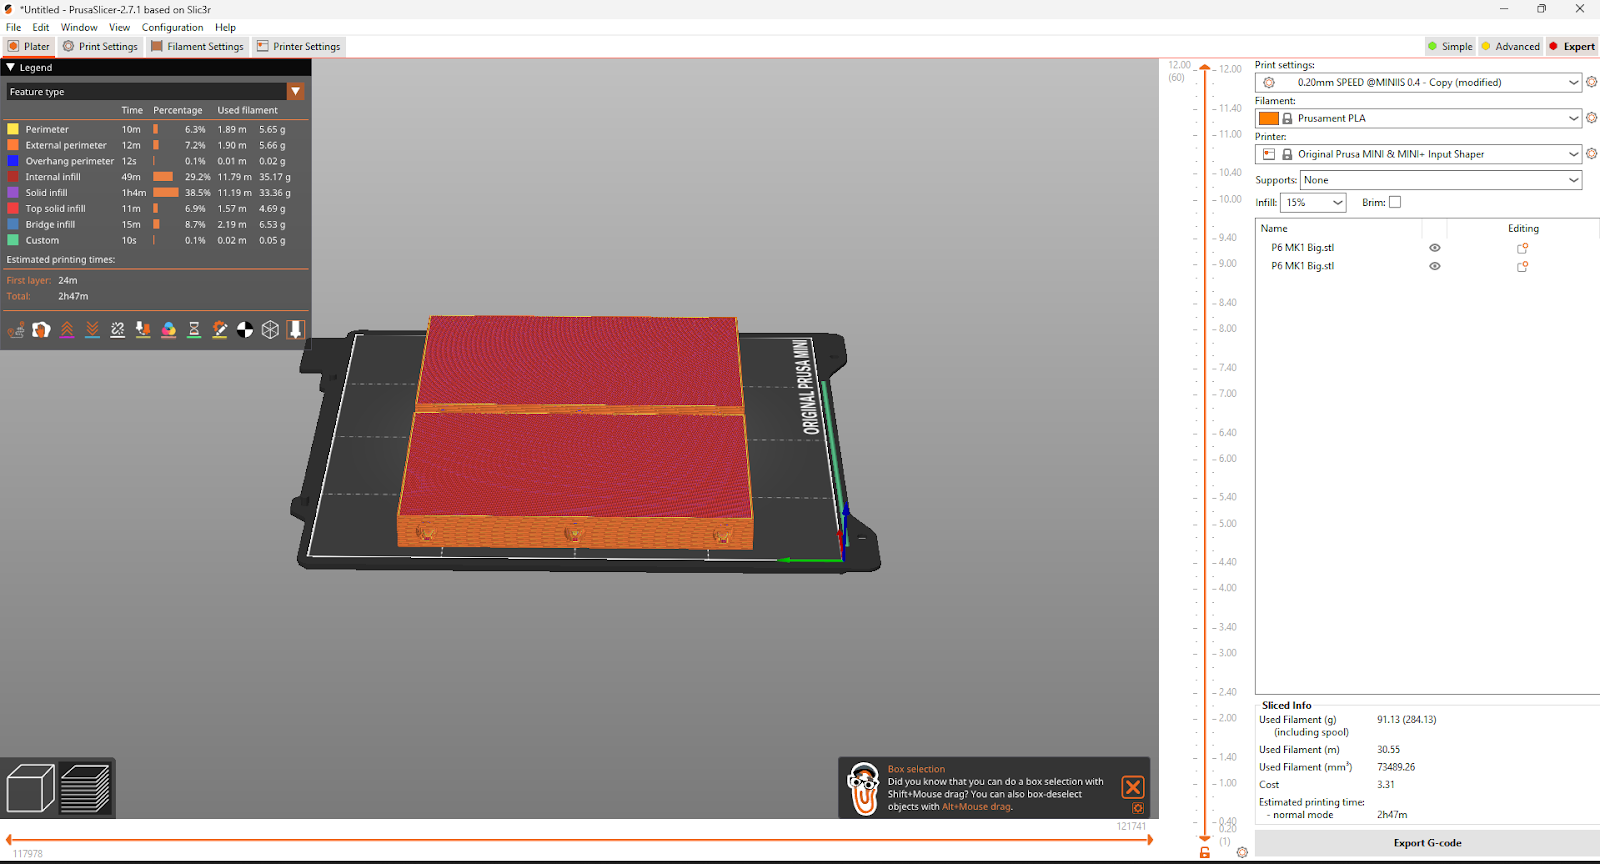 *Untitled - PrusaSlicer-2.7.1 based on Slic3r
File Edit Window View Configuration Help
Plater Print Settings Filament Settings Printer Settings Simple Advanced Expert
Legend
Feature type
Time Percentage Used filament
Perimeter 10m 6.3% 1.89 m 5.65 g
External perimeter 12m 7.2% 1.90 m 5.66 g
Overhang perimeter 12s 0.1% 0.01 m 0.02 g
Internal infill 49m 29.2% 11.79 m 35.17 g
Solid infill 1h4m 38.5% 11.19 m 33.36 g
Top solid infill 11m 6.9% 1.57 m 4.69 g
Bridge infill 15m 8.7% 2.19 m 6.53 g
Custom 10s 0.1% 0.02 m 0.05 g
Estimated printing times:
First layer: 24m
Total: 2h47m
ORIGINAL PRUSA MINI
Box selection
Did you know that you can do a box selection with
Shift+Mouse drag? You can also box-deselect
objects with Alt+Mouse drag.
121741
117978
12.00
(60)
12.00
11.40
11.00
10.40
10.00
9.40
9.00
8.40
8.00
7.40
7.00
6.40
6.00
5.40
5.00
4.40
4.00
3.40
3.00
2.40
2.00
1.40
1.00
0.40
0.20
(1)
Print settings:
0.20mm SPEED @MINIIS 0.4 - Copy (modified)
Filament:
Prusament PLA
Printer:
Original Prusa MINI & MINI+ Input Shaper
Supports: None
Infill: 15% Brim:
Name Editing
P6 MK1 Big.stl
P6 MK1 Big.stl
Sliced Info
Used Filament (g) 91.13 (284.13)
(including spool)
Used Filament (m) 30.55
Used Filament (mm³) 73489.26
Cost 3.31
Estimated printing time:
- normal mode 2h47m
Export G-code